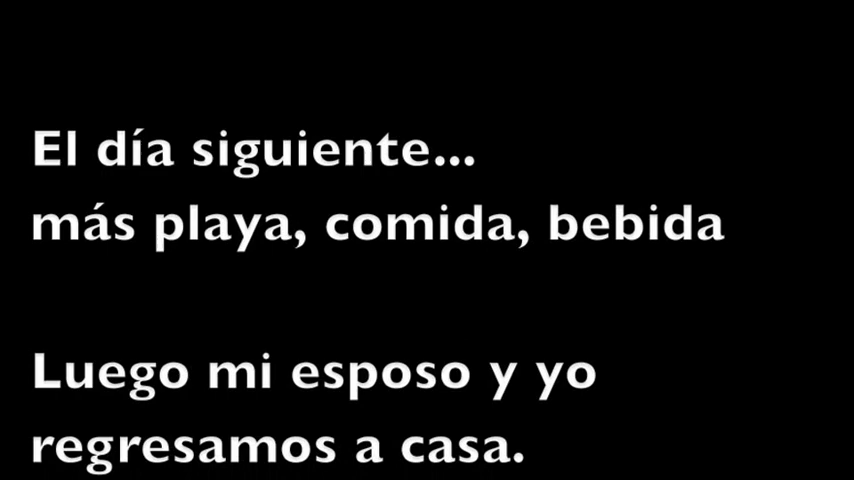 El día siguiente...
más playa, comida, bebida
Luego mi esposo y yo
regresamos a casa.